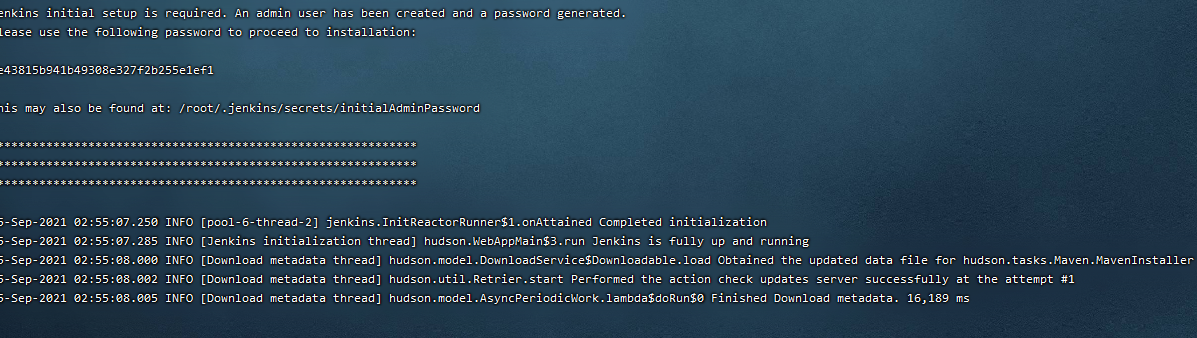 enkins initial setup is required. An admin user has been created and a password generated.
lease use the following password to proceed to installation:
e43815b941b49308e327f2b255e1ef1
his may also be found at: /root/.jenkins/secrets/initialAdminPassword
************************************************************
************************************************************
************************************************************
5-Sep-2021 02:55:07.250 INFO [pool-6-thread-2] jenkins.InitReactorRunner$1.onAttained Completed initialization
5-Sep-2021 02:55:07.285 INFO [Jenkins initialization thread] hudson.WebAppMain$3.run Jenkins is fully up and running
5-Sep-2021 02:55:08.000 INFO [Download metadata thread] hudson.model.DownloadService$Downloadable.load Obtained the updated data file for hudson.tasks.Maven.MavenInstaller
5-Sep-2021 02:55:08.002 INFO [Download metadata thread] hudson.util.Retrier.start Performed the action check updates server successfully at the attempt #1
5-Sep-2021 02:55:08.005 INFO [Download metadata thread] hudson.model.AsyncPeriodicWork.lambda$doRun$0 Finished Download metadata. 16,189 ms